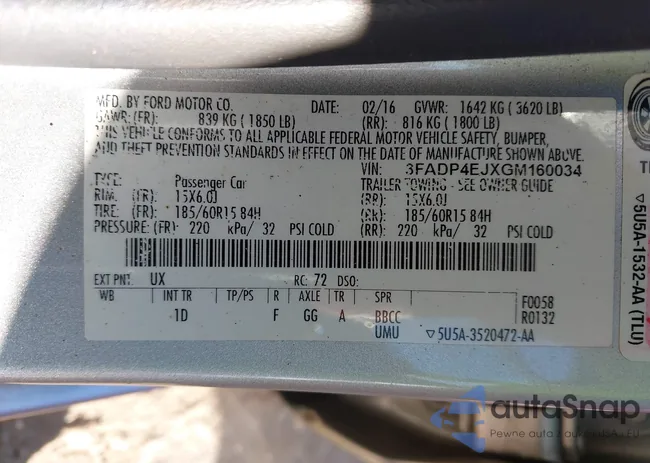 MFD. BY FORD MOTOR CO. DATE: 02/16 GVWR: 1642 KG ( 3620 LB)
GAWR:(FR): 839 KG ( 1850 LB) (RR): 816 KG ( 1800 LB)
THIS VEHICLE CONFORMS TO ALL APPLICABLE FEDERAL MOTOR VEHICLE SAFETY, BUMPER,
AND THEFT PREVENTION STANDARDS IN EFFECT ON THE DATE OF MANUFACTURE SHOWN ABOVE.
VIN: 3FADP4EJXGM160034
TYPE: Passenger Car TRAILER TOWING - SEE OWNER GUIDE
RIM: (FR): 15X6.0J (RR): 15X6.0J
TIRE: (FR): 185/60R15 84H (RR): 185/60R15 84H
PRESSURE: (FR): 220 kPa/ 32 PSI COLD (RR): 220 kPa/ 32 PSI COLD
EXT PNT: UX RC: 72 DSO:
WB INT TR TP/PS R AXLE TR SPR F0058
1D F GG A BBCC R0132
UMU ▽5U5A-3520472-AA
▽5U5A-1532-AA (TLU)
autoSnap
Pewne auto z Ameryki